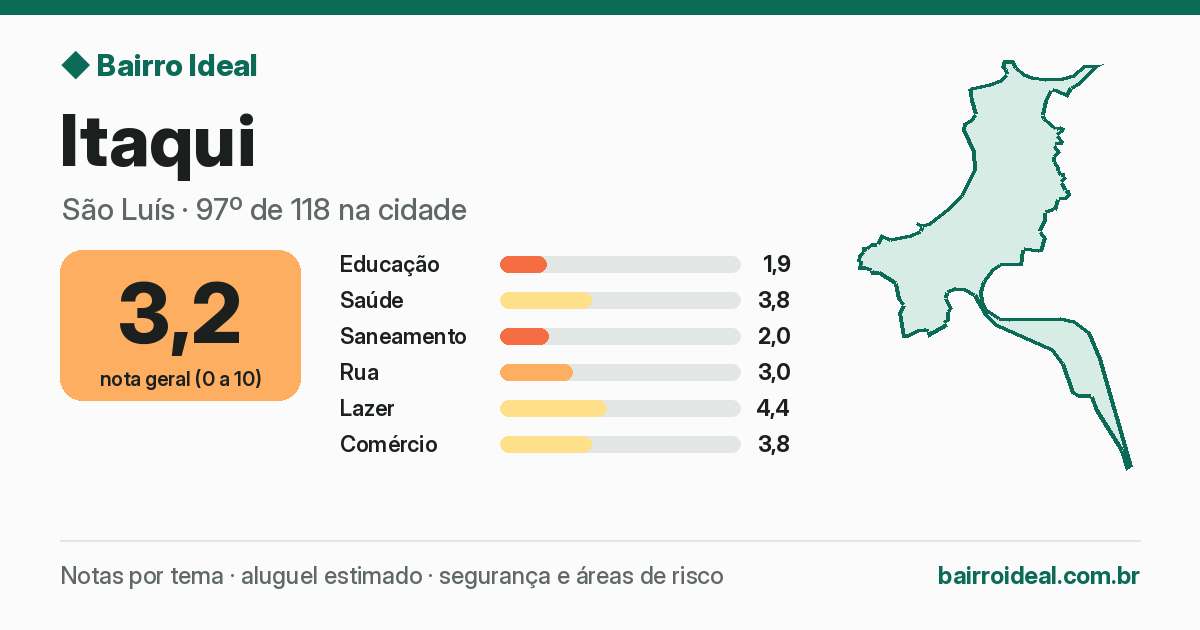 Bairro Ideal
Itaqui
São Luís · 97º de 118 na cidade
3,2
nota geral (0 a 10)
Educação 1,9
Saúde 3,8
Saneamento 2,0
Rua 3,0
Lazer 4,4
Comércio 3,8
Notas por tema · aluguel estimado · segurança e áreas de risco
bairroideal.com.br